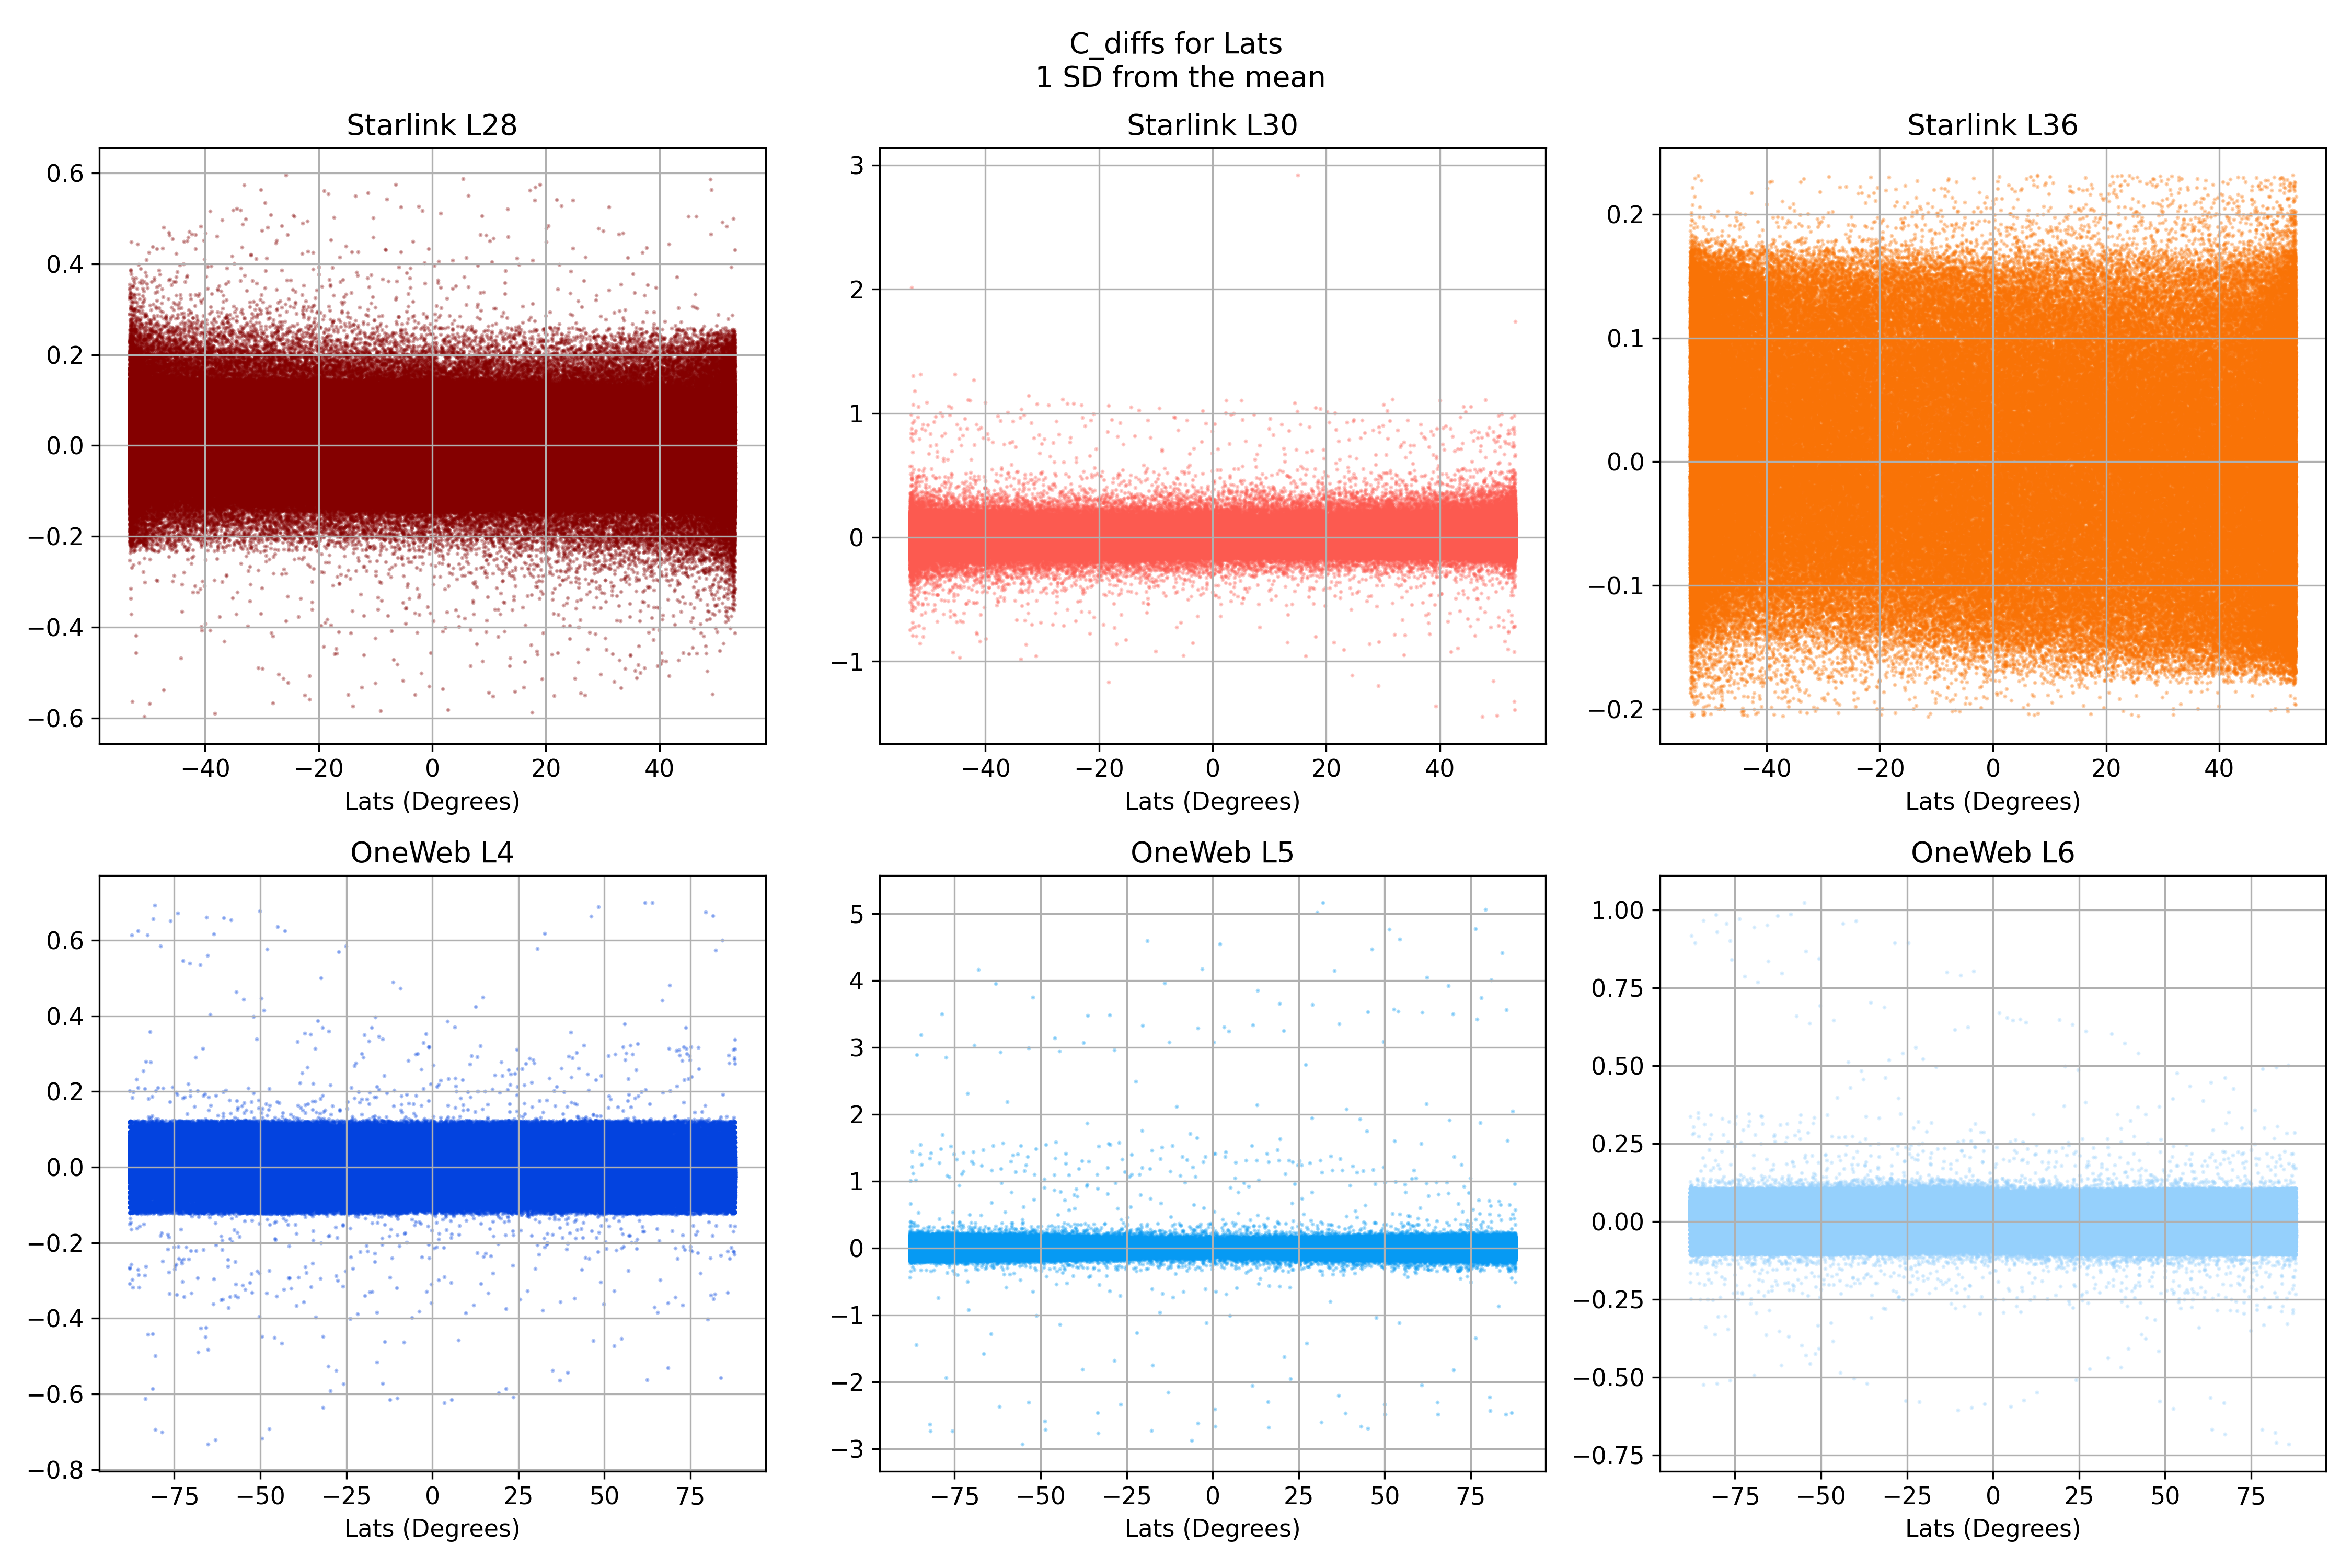 C_diffs for Lats
1 SD from the mean
Starlink L28
0.6
0.4
0.2
0.0
−0.2
−0.4
−0.6
−40 −20 0 20 40
Lats (Degrees)
Starlink L30
3
2
1
0
−1
−40 −20 0 20 40
Lats (Degrees)
Starlink L36
0.2
0.1
0.0
−0.1
−0.2
−40 −20 0 20 40
Lats (Degrees)
OneWeb L4
0.6
0.4
0.2
0.0
−0.2
−0.4
−0.6
−0.8
−75 −50 −25 0 25 50 75
Lats (Degrees)
OneWeb L5
5
4
3
2
1
0
−1
−2
−3
−75 −50 −25 0 25 50 75
Lats (Degrees)
OneWeb L6
1.00
0.75
0.50
0.25
0.00
−0.25
−0.50
−0.75
−75 −50 −25 0 25 50 75
Lats (Degrees)